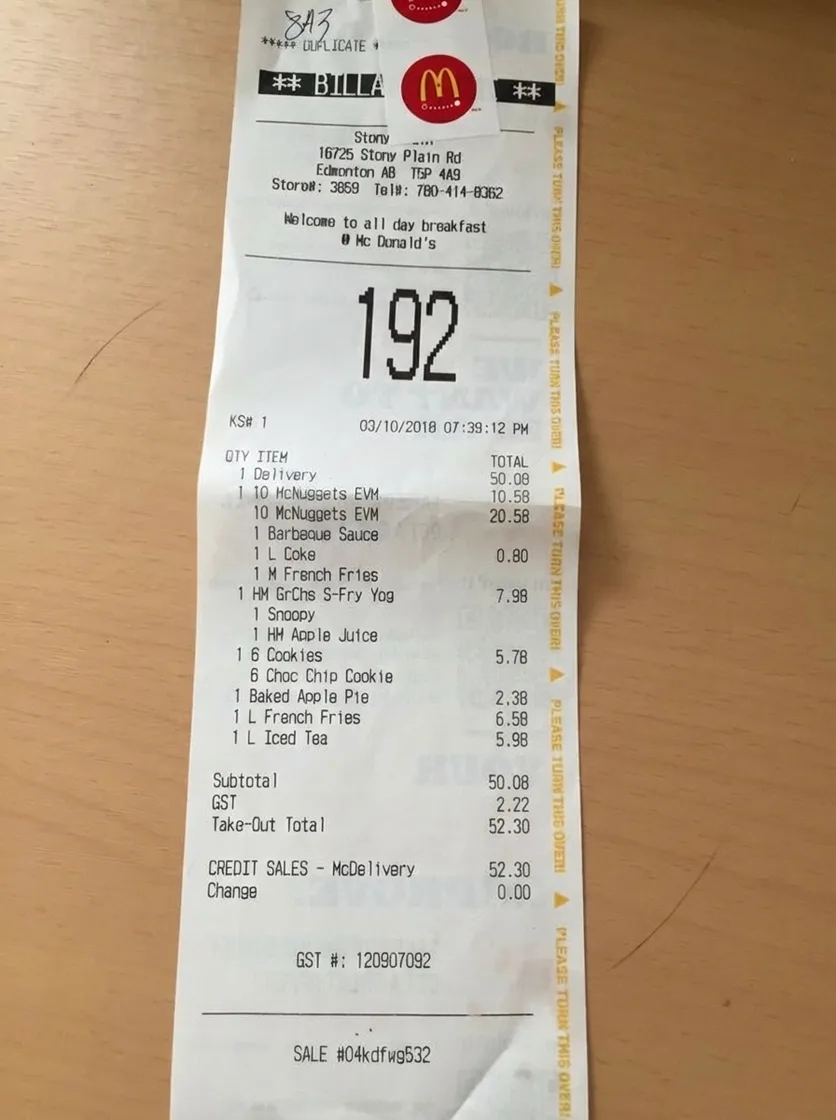 8A3
***** DUPLICATE *
** BILLA **
Stony
16725 Stony Plain Rd
Edmonton AB T5P 4A9
Store#: 3859 Tel#: 780-414-8362
Welcome to all day breakfast
@ Mc Donald's
192
KS# 1 03/10/2018 07:39:12 PM
QTY ITEM TOTAL
1 Delivery 50.08
1 10 McNuggets EVM 10.58
10 McNuggets EVM 20.58
1 Barbeque Sauce
1 L Coke 0.80
1 M French Fries
1 HM GrChs S-Fry Yog 7.98
1 Snoopy
1 HM Apple Juice
1 6 Cookies 5.78
6 Choc Chip Cookie
1 Baked Apple Pie 2.38
1 L French Fries 6.58
1 L Iced Tea 5.98
Subtotal 50.08
GST 2.22
Take-Out Total 52.30
CREDIT SALES - McDelivery 52.30
Change 0.00
GST #: 120907092
SALE #04kdfwg532
PLEASE TURN THIS OVER!
PLEASE TURN THIS OVER!
PLEASE TURN THIS OVER!
PLEASE TURN THIS OVER!
PLEASE TURN THIS OVER!
PLEASE TURN THIS OVER!